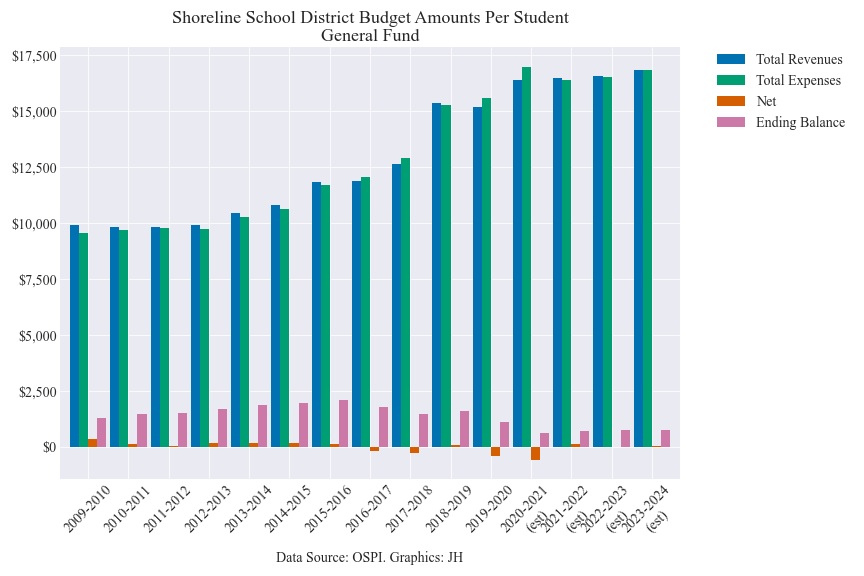 Shoreline School District Budget Amounts Per Student
General Fund
Total Revenues
Total Expenses
Net
Ending Balance
$17,500
$15,000
$12,500
$10,000
$7,500
$5,000
$2,500
$0
2009-2010
2010-2011
2011-2012
2012-2013
2013-2014
2014-2015
2015-2016
2016-2017
2017-2018
2018-2019
2019-2020
2020-2021
(est)
2021-2022
(est)
2022-2023
(est)
2023-2024
(est)
Data Source: OSPI. Graphics: JH